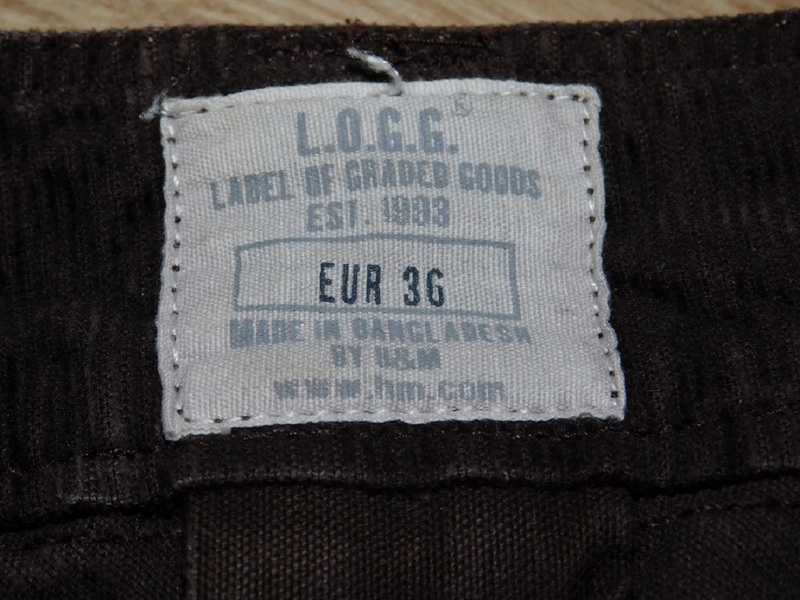 L.O.G.G.®
LABEL OF GRADED GOODS
EST. 1993
EUR 36
MADE IN BANGLADESH
BY H&M
www.hm.com